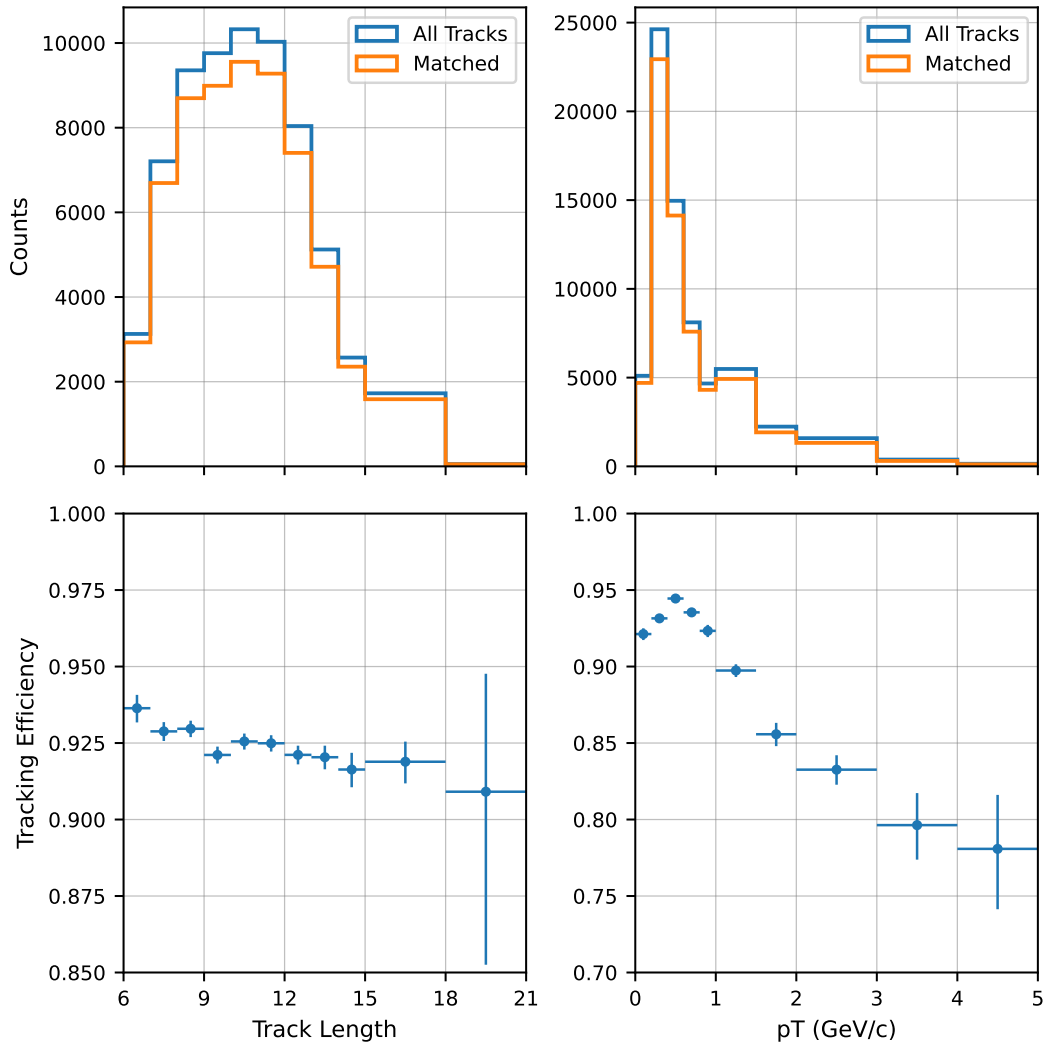 Counts
10000
8000
6000
4000
2000
0
All Tracks
Matched
25000
20000
15000
10000
5000
0
All Tracks
Matched
Tracking Efficiency
1.000
0.975
0.950
0.925
0.900
0.875
0.850
6 9 12 15 18 21
Track Length
1.00
0.95
0.90
0.85
0.80
0.75
0.70
0 1 2 3 4 5
pT (GeV/c)